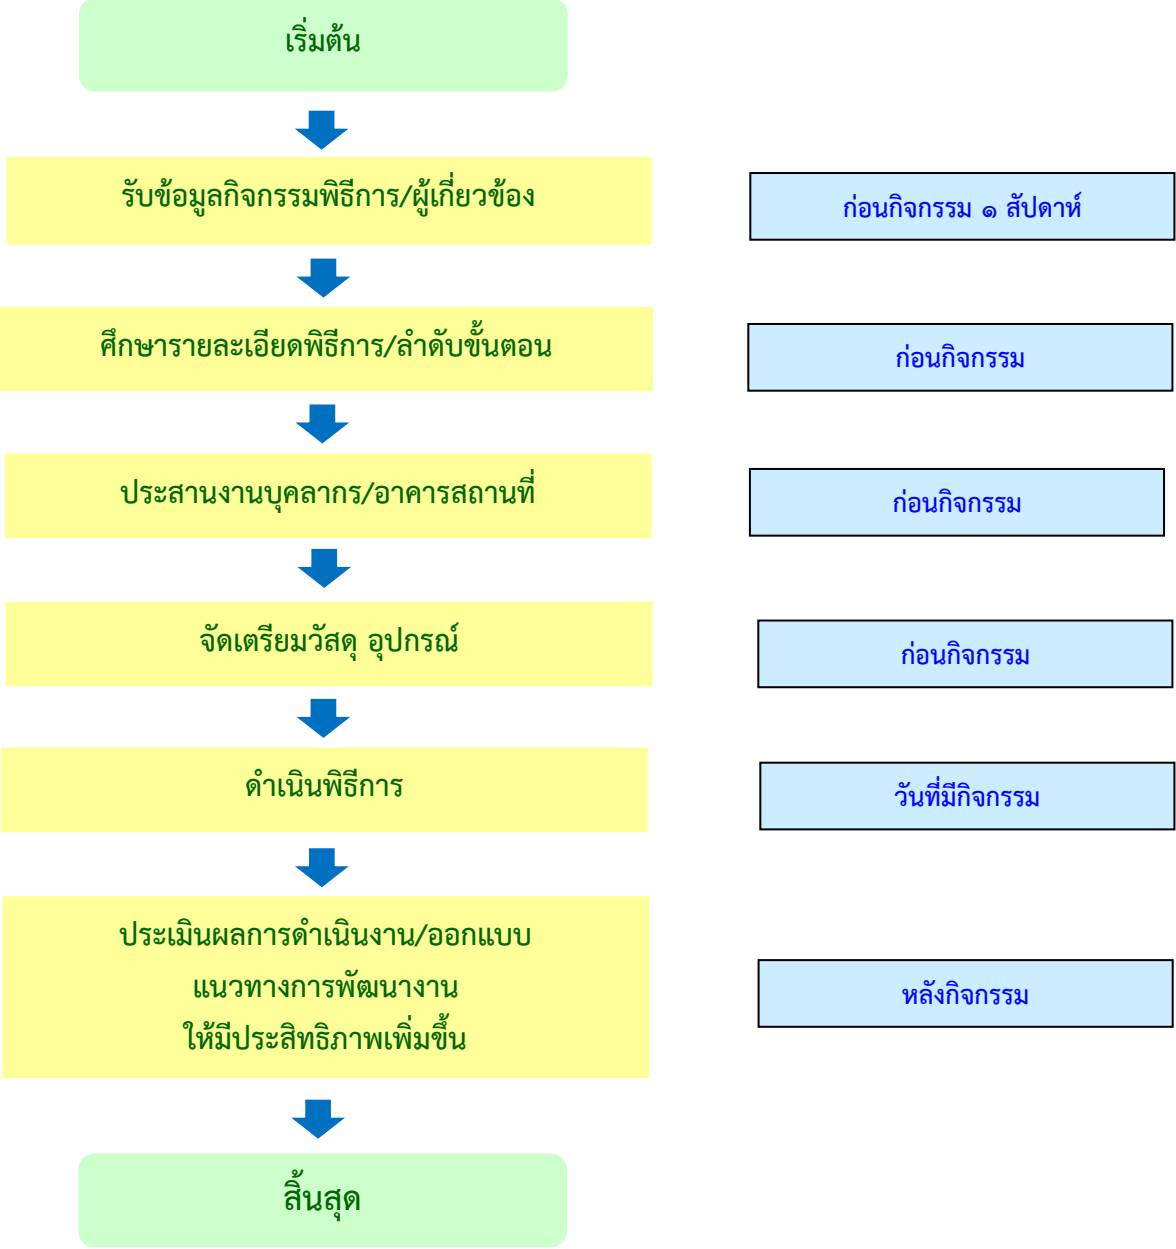 เริ่มต้น
รับข้อมูลกิจกรรมพิธีการ/ผู้เกี่ยวข้อง
ก่อนกิจกรรม ๑ สัปดาห์
ศึกษารายละเอียดพิธีการ/ลำดับขั้นตอน
ก่อนกิจกรรม
ประสานงานบุคลากร/อาคารสถานที่
ก่อนกิจกรรม
จัดเตรียมวัสดุ อุปกรณ์
ก่อนกิจกรรม
ดำเนินพิธีการ
วันที่มีกิจกรรม
ประเมินผลการดำเนินงาน/ออกแบบ
แนวทางการพัฒนางาน
ให้มีประสิทธิภาพเพิ่มขึ้น
หลังกิจกรรม
สิ้นสุด